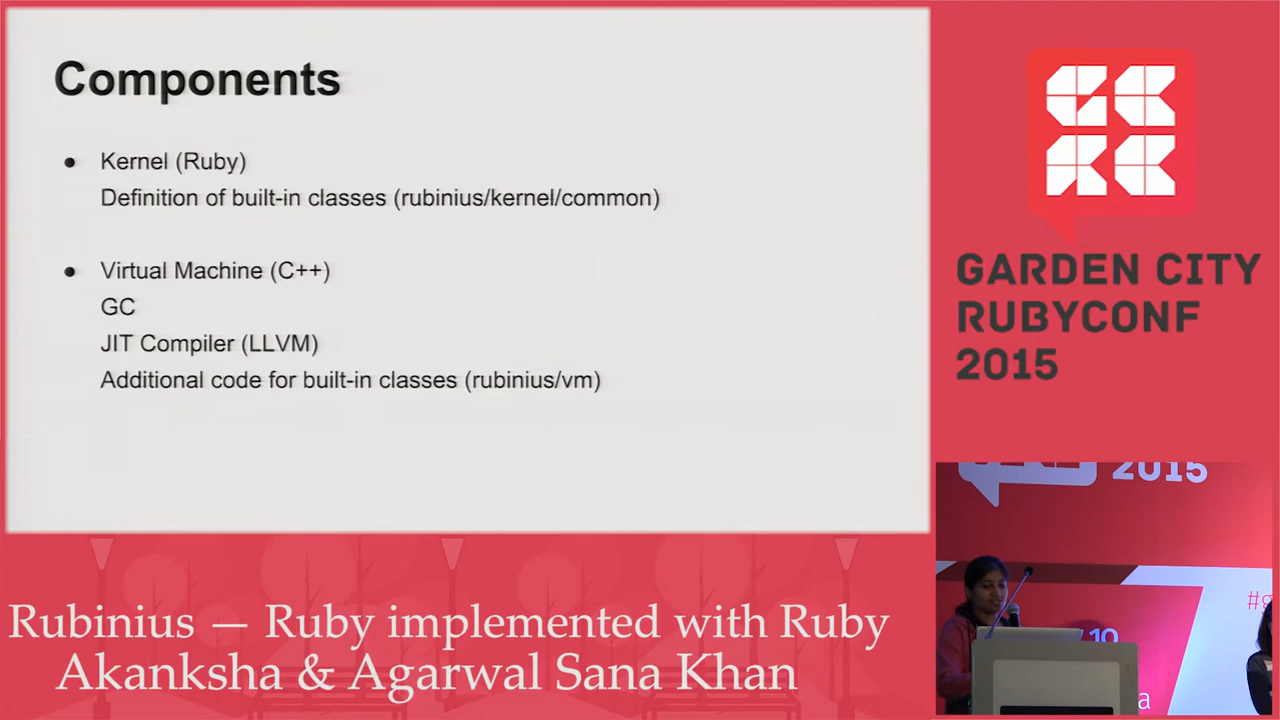 Components
● Kernel (Ruby)
Definition of built-in classes (rubinius/kernel/common)
● Virtual Machine (C++)
GC
JIT Compiler (LLVM)
Additional code for built-in classes (rubinius/vm)
GARDEN CITY
RUBYCONF
2015
2015
Rubinius — Ruby implemented with Ruby
Akanksha & Agarwal Sana Khan